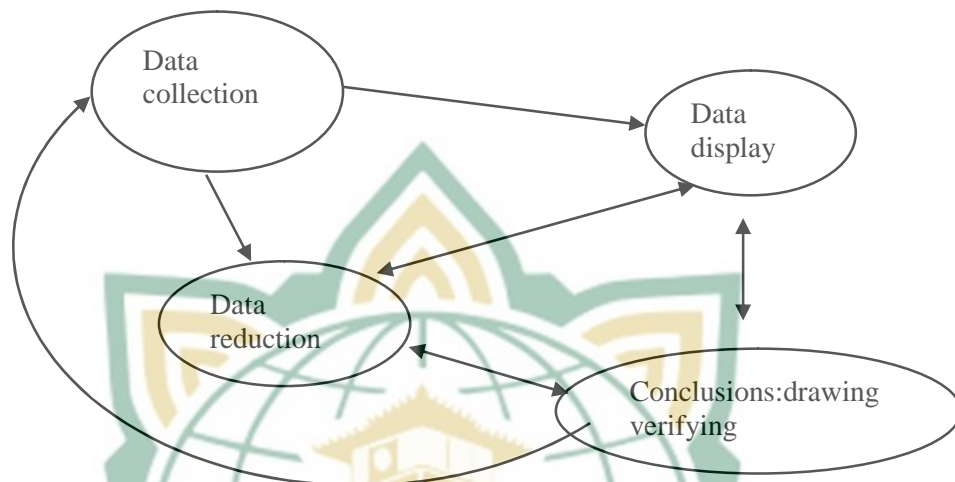 Data
collection
Data
display
Data
reduction
Conclusions:drawing
verifying